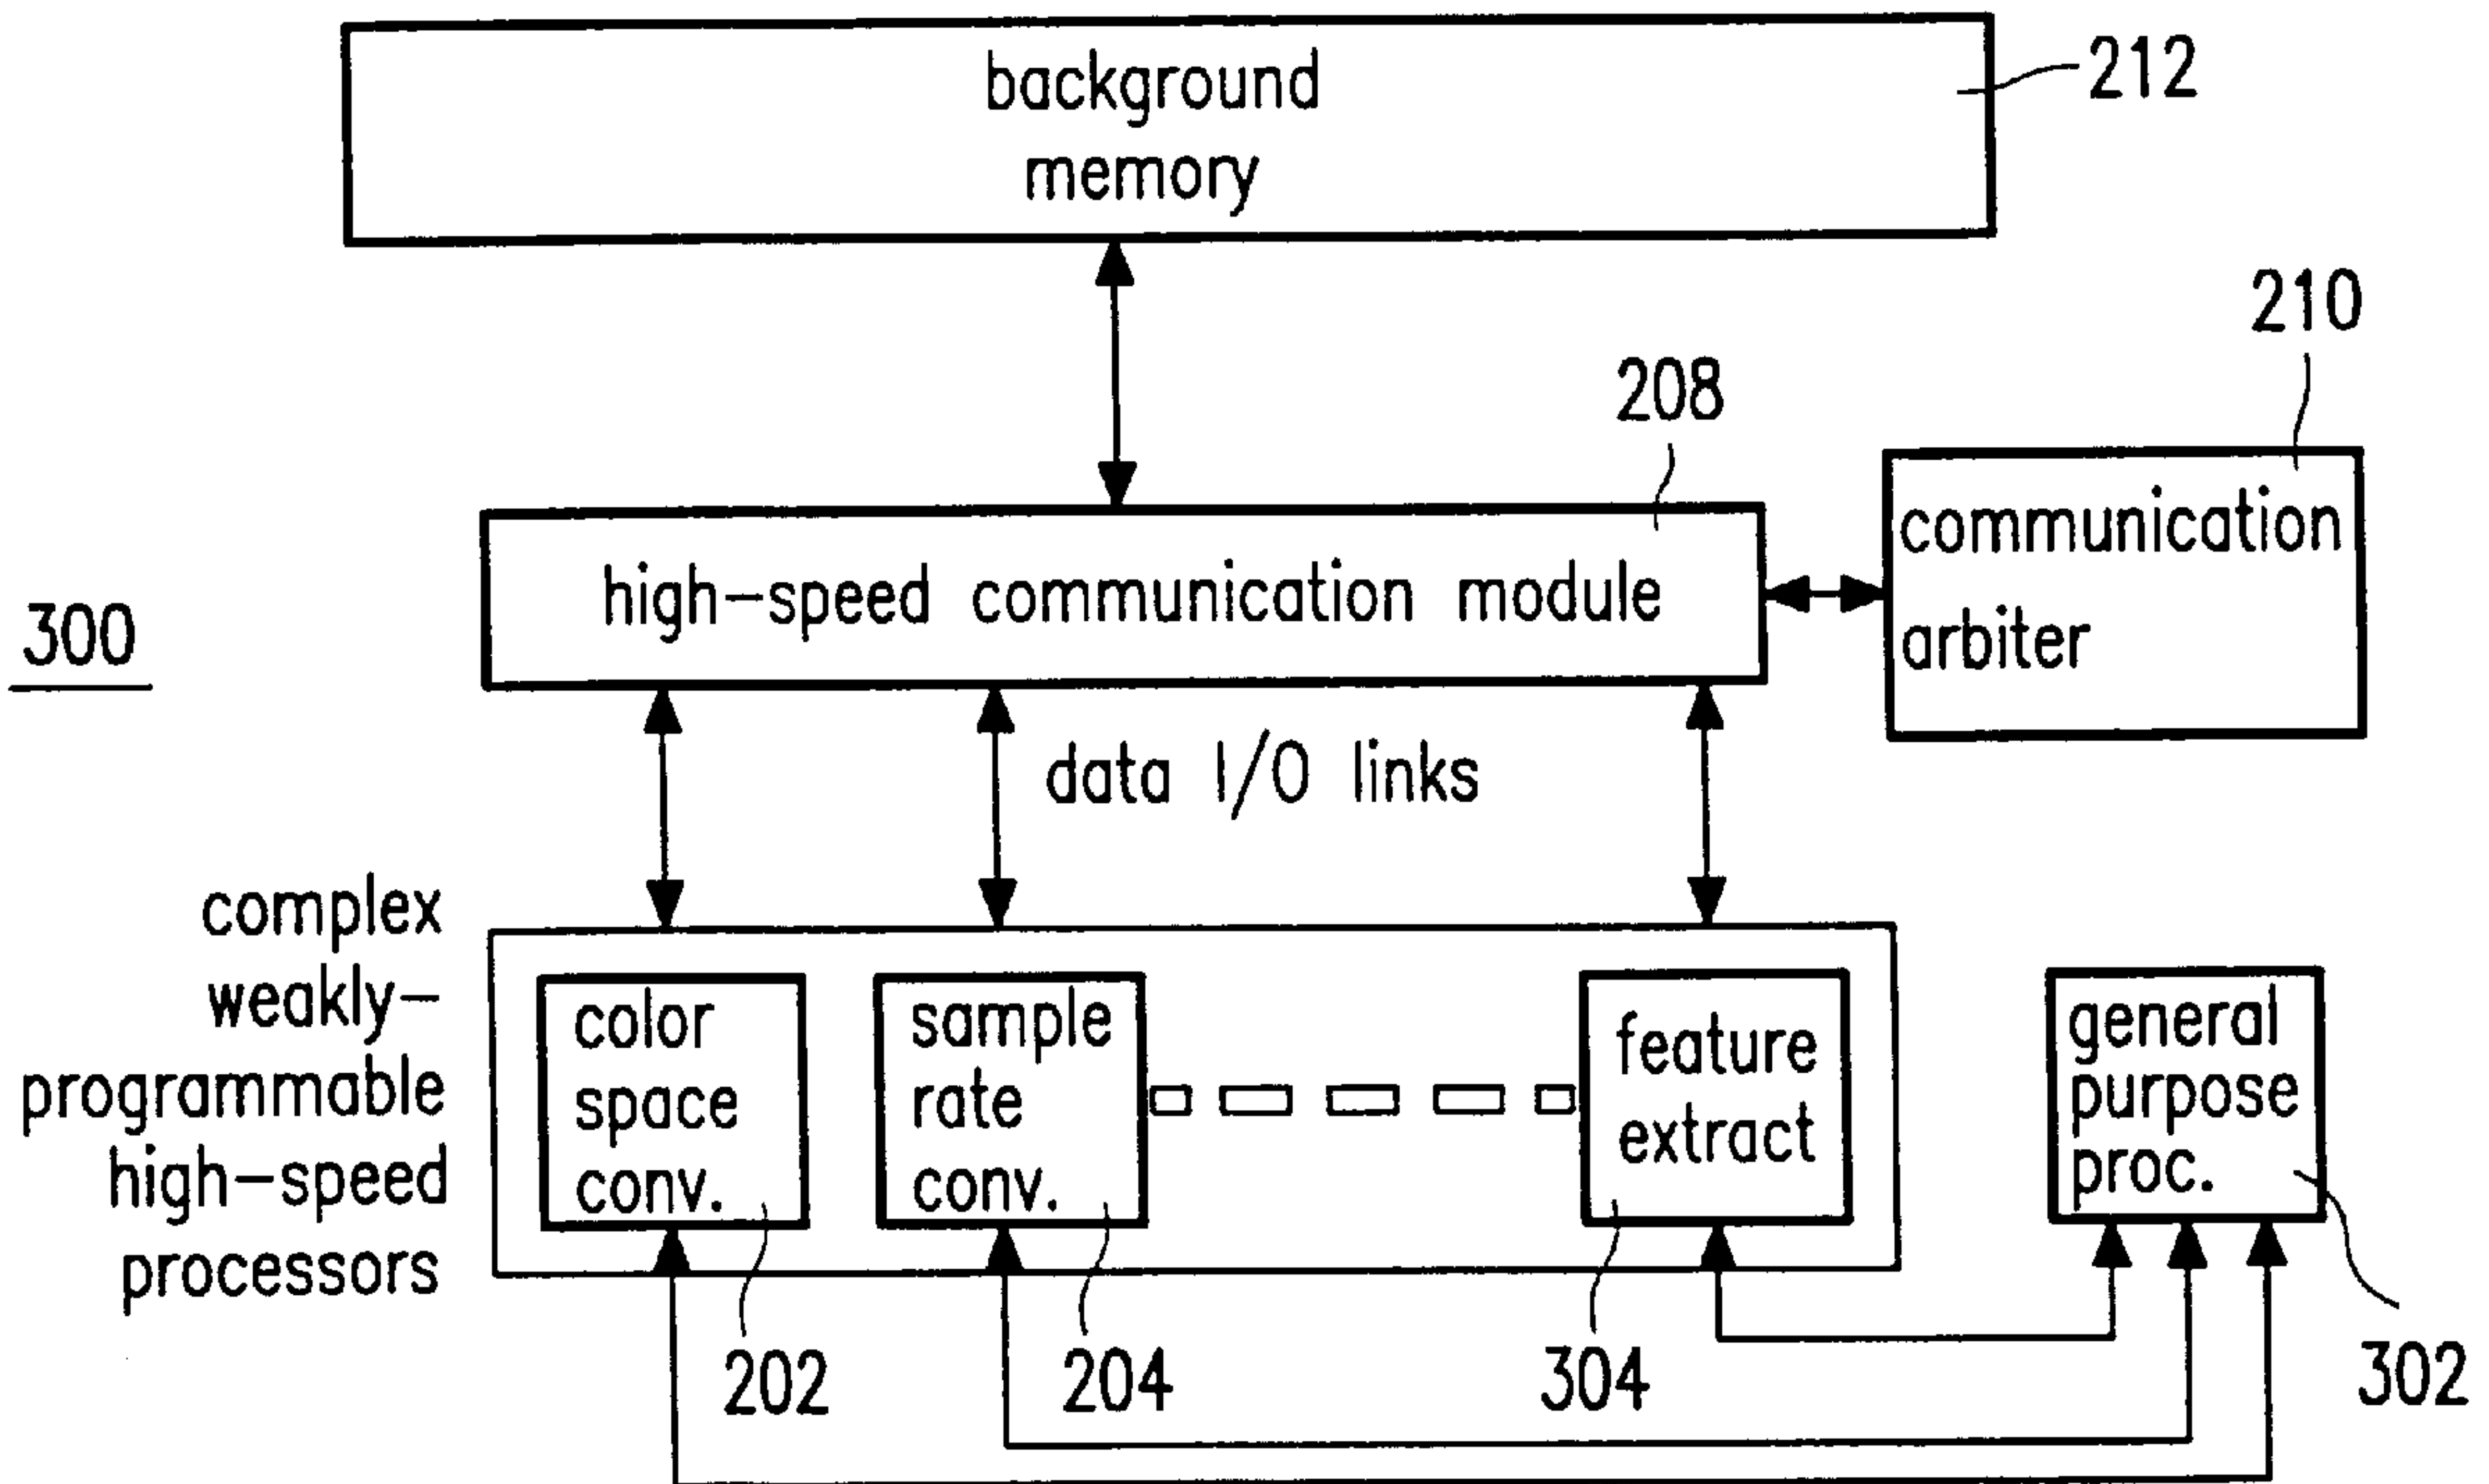 background
memory
212
210
208
communication
arbiter
high-speed communication module
300
data I/O links
complex
weakly-
programmable
high-speed
processors
color
space
conv.
sample
rate
conv.
feature
extract
general
purpose
proc.
202
204
304
302